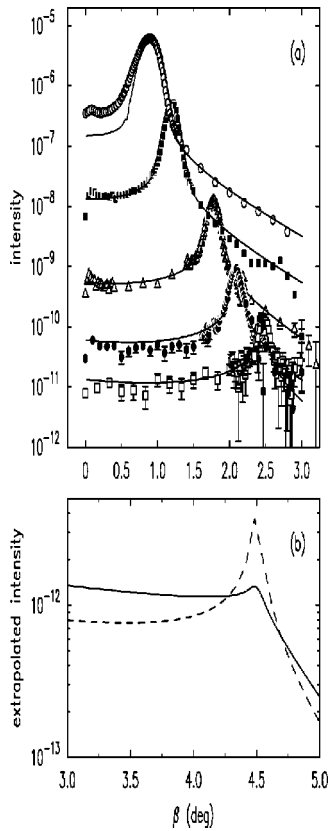 10^-5
(a)
10^-6
10^-7
10^-8
intensity
10^-9
10^-10
10^-11
10^-12
0 0.5 1.0 1.5 2.0 2.5 3.0
(b)
extrapolated intensity
10^-12
10^-13
3.0 3.5 4.0 4.5 5.0
β (deg)